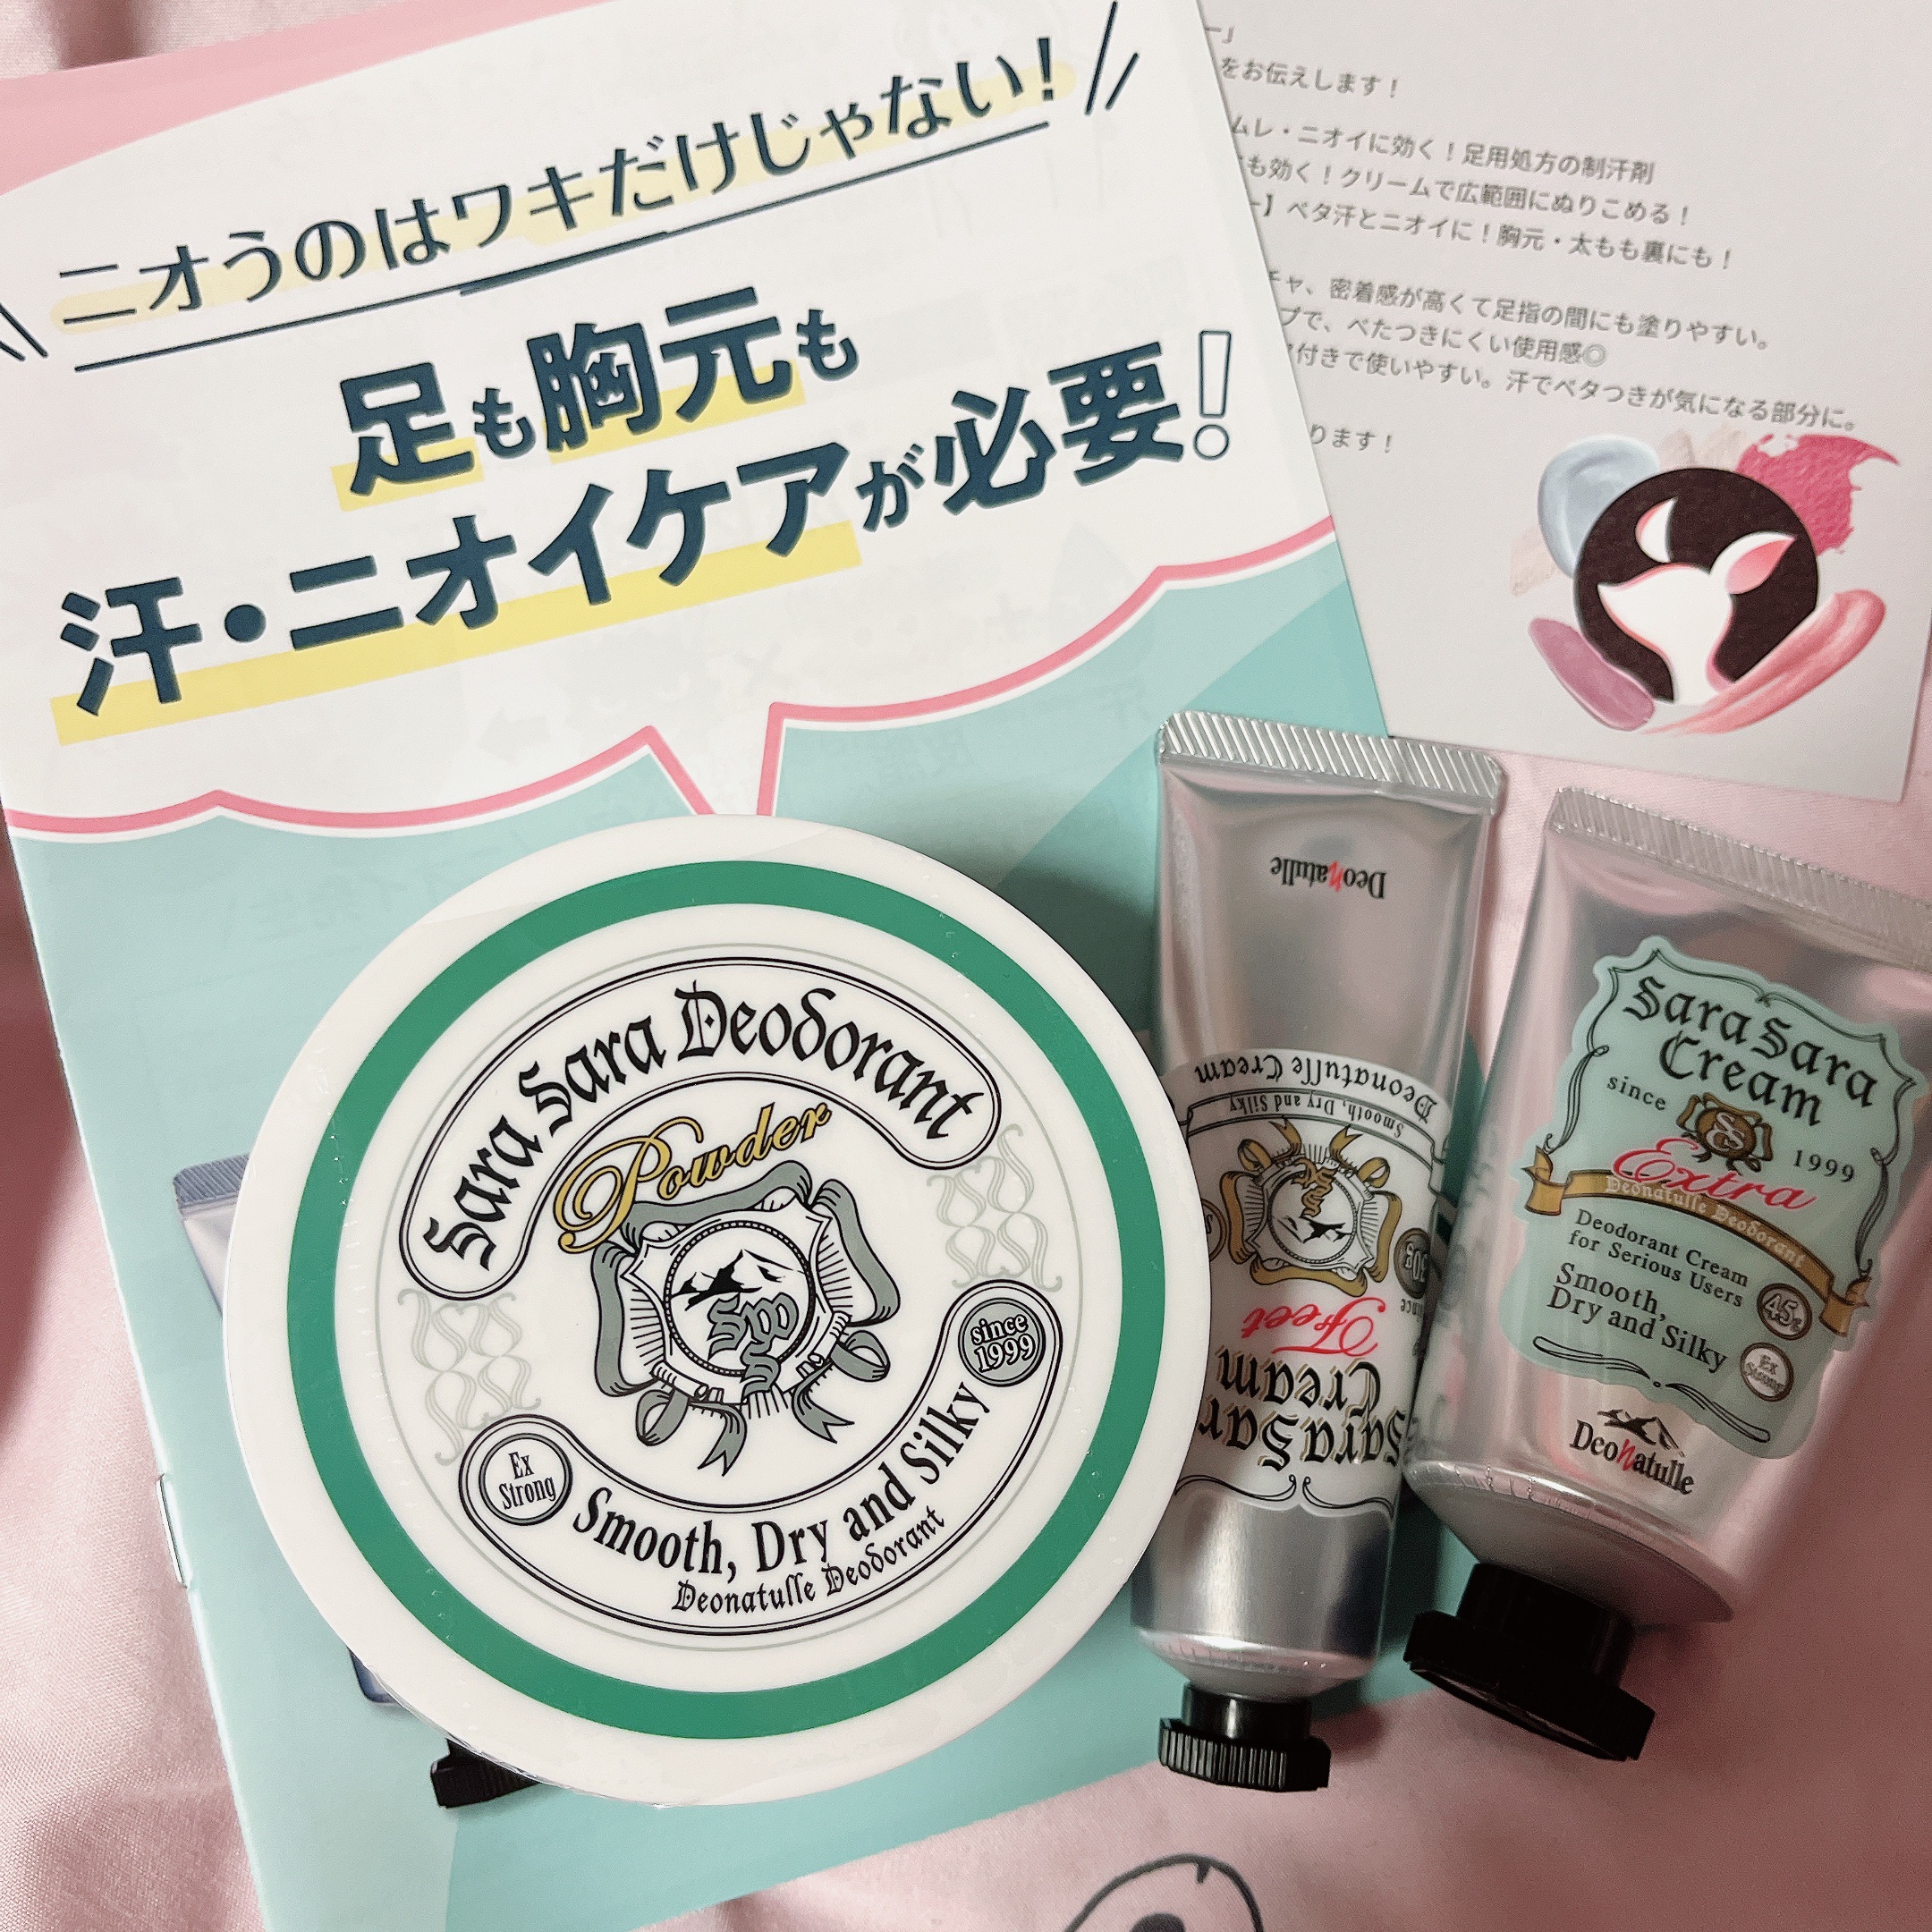 ニオうのはワキだけじゃない!
足も胸元も
汗・ニオイケアが必要!
ー」
をお伝えします!
ムレ・ニオイに効く!足用処方の制汗剤
も効く!クリームで広範囲にぬりこめる!
ー】ベタ汗とニオイに!胸元・太もも裏にも!
チャ、密着感が高くて足指の間にも塗りやすい。
プで、べたつきにくい使用感◎
付きで使いやすい。汗でベタつきが気になる部分に。
ります!
Sara Sara Deodorant
Powder
since
1999
Ex
Strong
Smooth, Dry and Silky
Deonatulle Deodorant
SaraSar
Cream
Feet
since
30g
Smooth, Dry and Silky
Deonatulle Cream
Deonatulle
SaraSara
Cream
since
1999
Extra
Deonatulle Deodorant
Deodorant Cream
for Serious Users
Smooth,
Dry and Silky
45g
Ex
Strong
Deonatulle